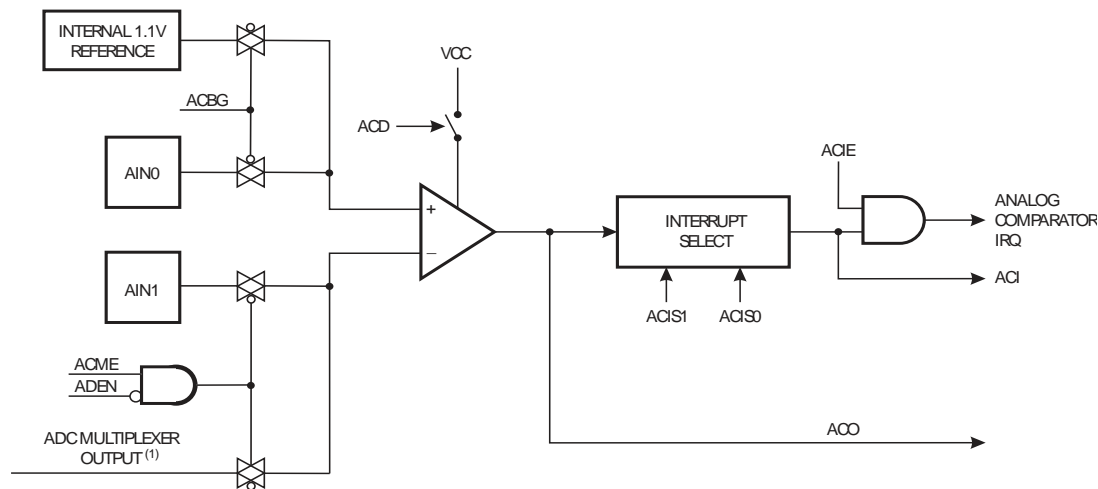 INTERNAL 1.1V
REFERENCE
ACBG
AIN0
VCC
ACD
+
−
INTERRUPT
SELECT
ACIS1
ACIS0
ACIE
ANALOG
COMPARATOR
IRQ
ACI
AIN1
ACME
ADEN
ADC MULTIPLEXER
OUTPUT (1)
ACO